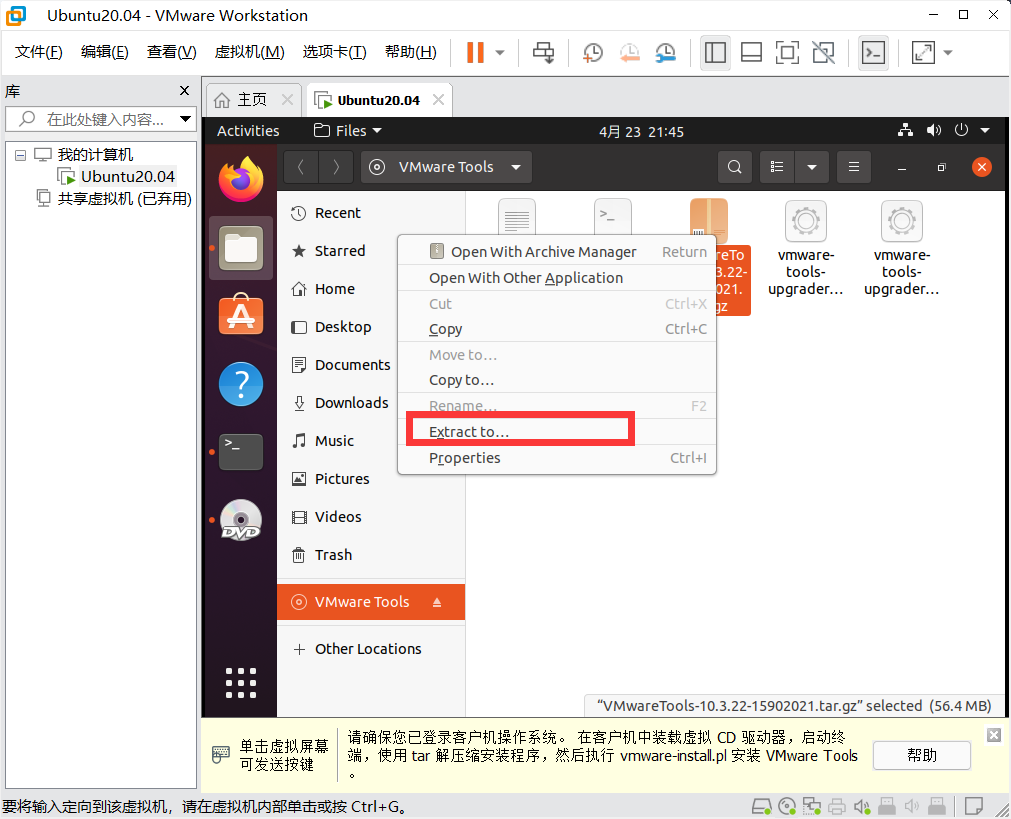 Ubuntu20.04 - VMware Workstation
文件(F) 编辑(E) 查看(V) 虚拟机(M) 选项卡(T) 帮助(H)
库
在此处键入内容...
我的计算机
Ubuntu20.04
共享虚拟机 (已弃用)
主页
Ubuntu20.04
Activities
Files
4月 23 21:45
VMware Tools
Recent
Starred
Home
Desktop
Documents
Downloads
Music
Pictures
Videos
Trash
VMware Tools
Other Locations
Open With Archive Manager Return
Open With Other Application
Cut Ctrl+X
Copy Ctrl+C
Move to…
Copy to…
Rename… F2
Extract to…
Properties Ctrl+I
reTo
3.22-
021.
gz
vmware-
tools-
upgrader…
vmware-
tools-
upgrader…
>_
>_
?
DVD
“VMwareTools-10.3.22-15902021.tar.gz” selected (56.4 MB)
单击虚拟屏幕
可发送按键
请确保您已登录客户机操作系统。 在客户机中装载虚拟 CD 驱动器，启动终
端，使用 tar 解压缩安装程序，然后执行 vmware-install.pl 安装 VMware Tools
。
帮助
要将输入定向到该虚拟机，请在虚拟机内部单击或按 Ctrl+G。